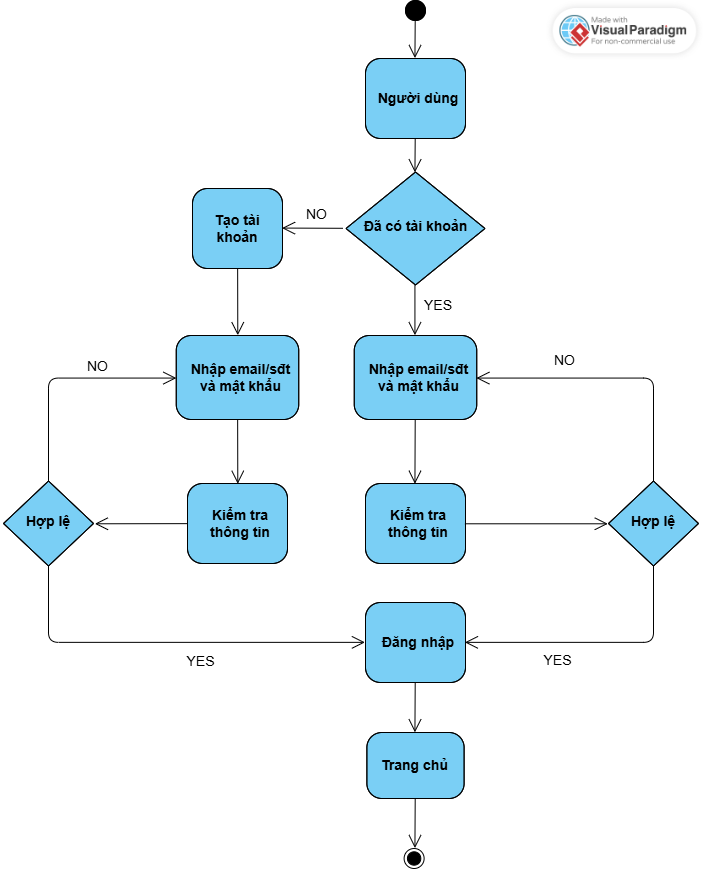 Made with
VisualParadigm
For non-commercial use
Người dùng
Đã có tài khoản
NO
Tạo tài
khoản
YES
Nhập email/sđt
và mật khẩu
Nhập email/sđt
và mật khẩu
NO
NO
Kiểm tra
thông tin
Kiểm tra
thông tin
Hợp lệ
Hợp lệ
Đăng nhập
YES
YES
Trang chủ